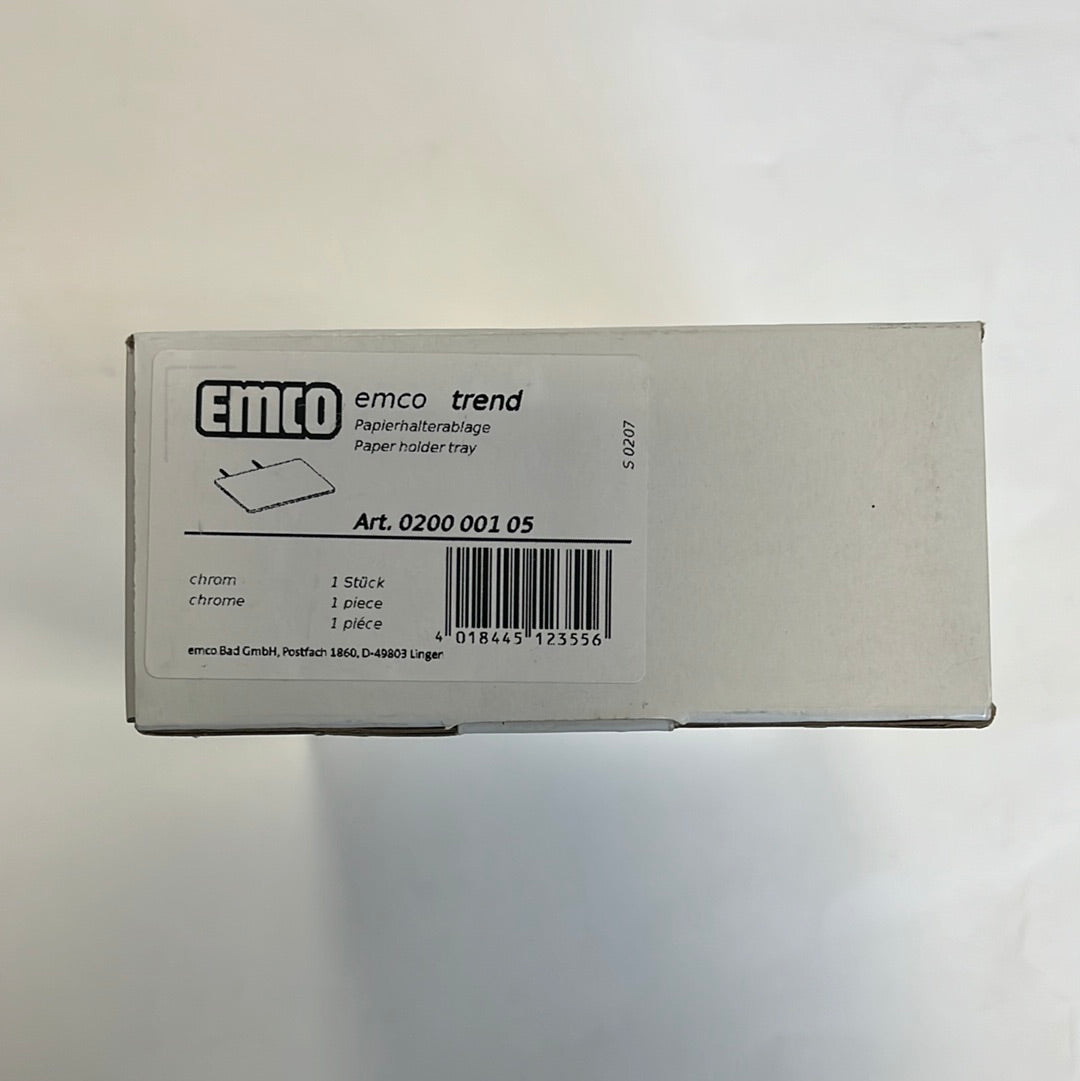 EMCO
emco trend
Papierhalterablage
Paper holder tray
S 0207
Art. 0200 001 05
chrom 1 Stück
chrome 1 piece
1 piéce
4 018445 123556
emco Bad GmbH, Postfach 1860, D-49803 Lingen